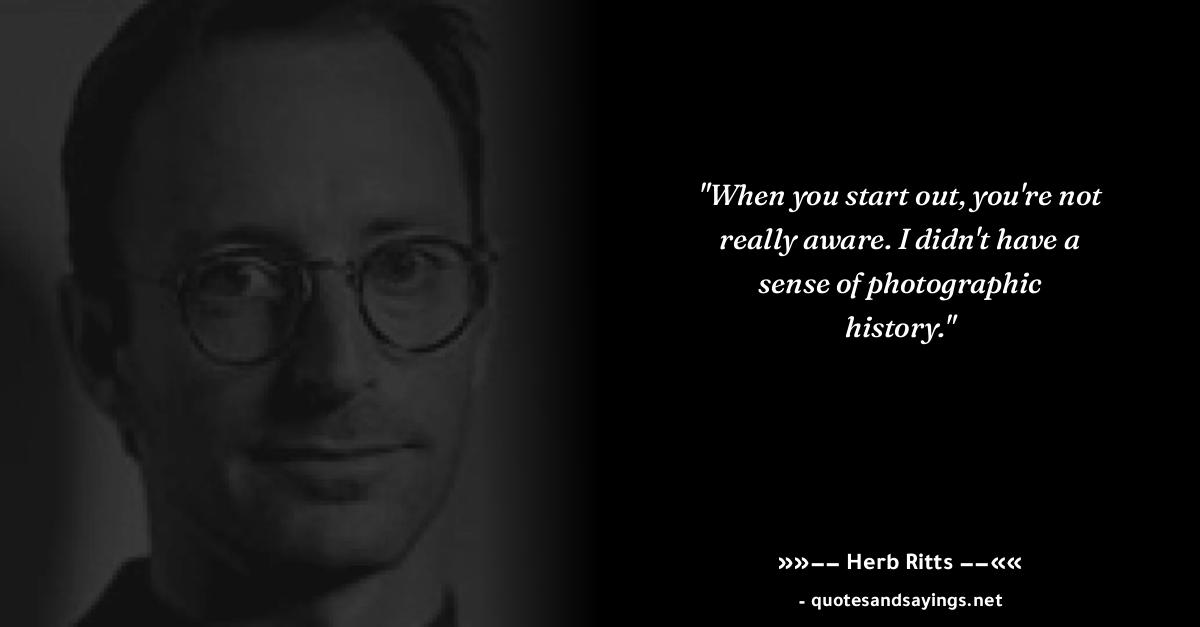 "When you start out, you're not
really aware. I didn't have a
sense of photographic
history."
»»−− Herb Ritts −−««
- quotesandsayings.net